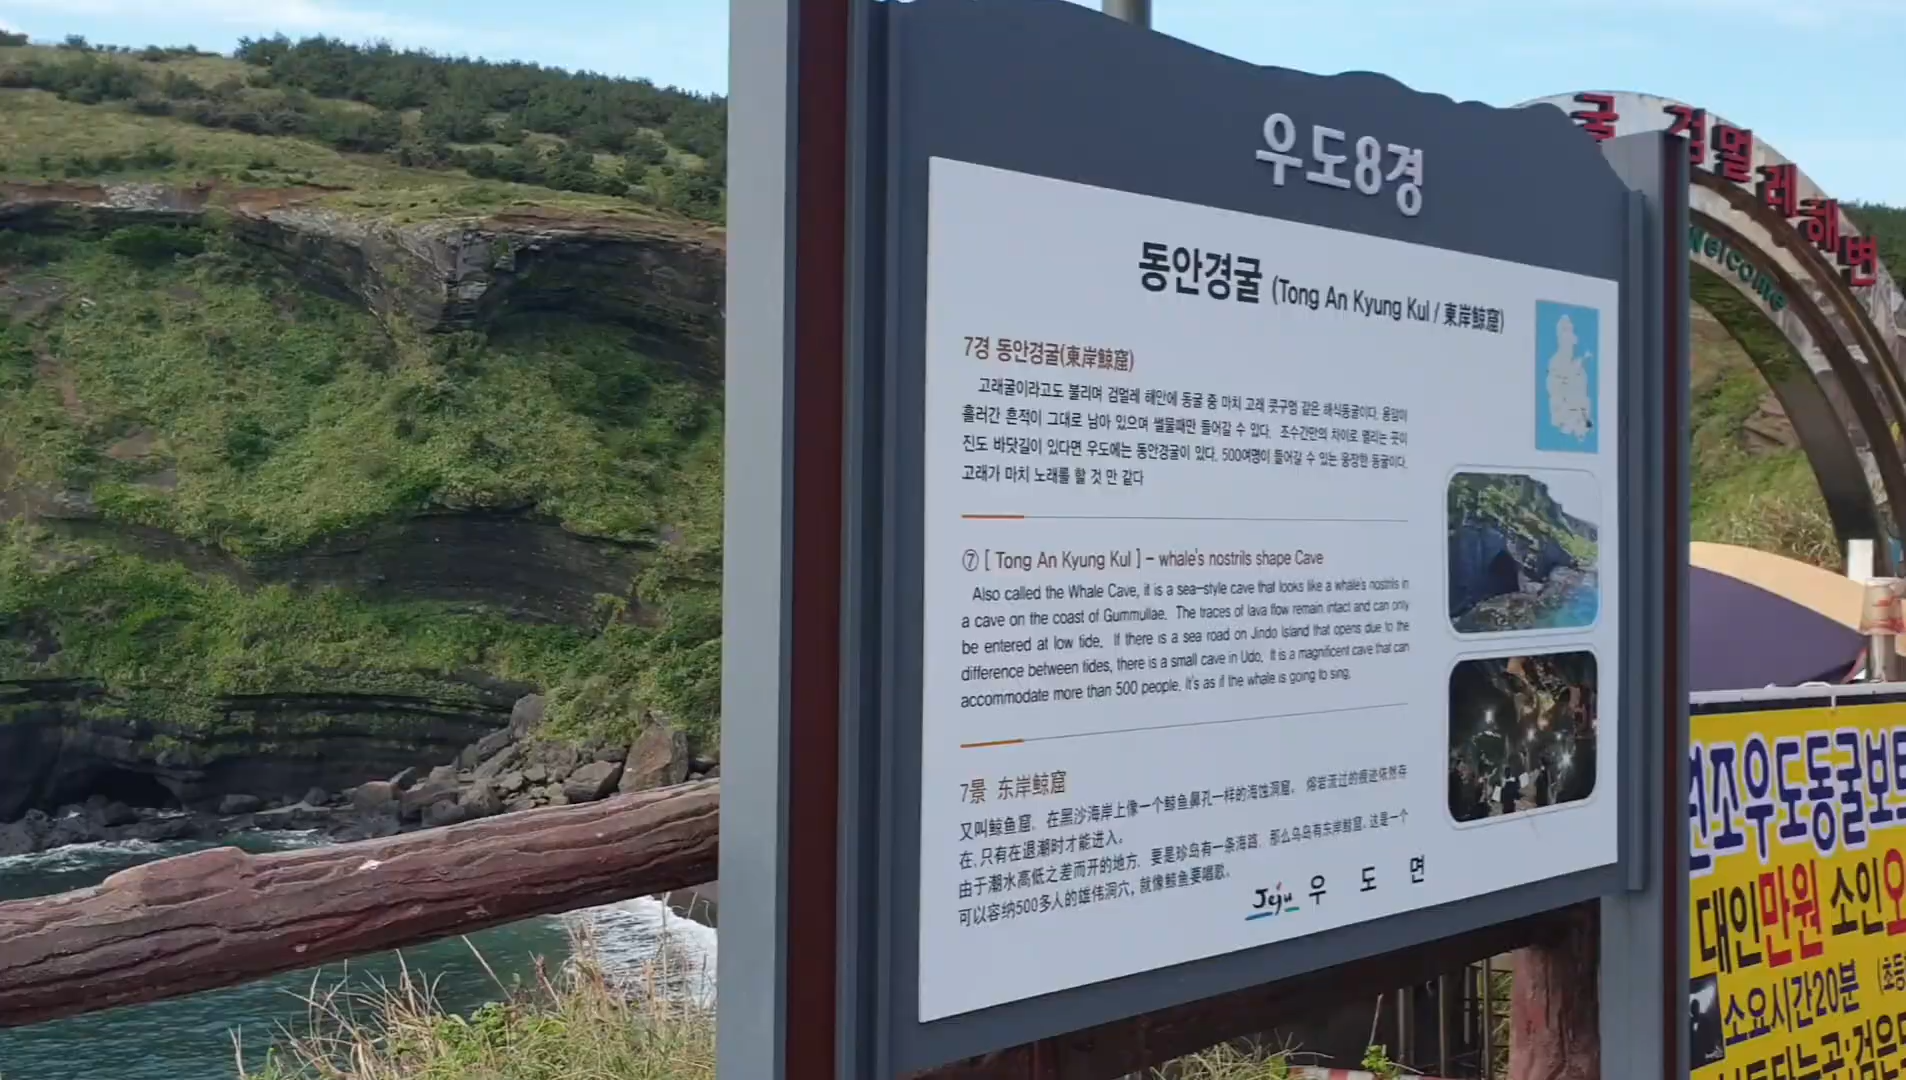 우도8경
동안경굴 (Tong An Kyung Kul / 東岸鯨窟)
7경 동안경굴(東岸鯨窟)
고래굴이라고도 불리며 검멀레 해안에 동굴 중 마치 고래 콧구멍 같은 해식동굴이다. 용암이
흘러간 흔적이 그대로 남아 있으며 썰물때만 들어갈 수 있다. 조수간만의 차이로 열리는 곳이
진도 바닷길이 있다면 우도에는 동안경굴이 있다. 500여명이 들어갈 수 있는 웅장한 동굴이다.
고래가 마치 노래를 할 것 만 같다
⑦ [ Tong An Kyung Kul ] – whale's nostrils shape Cave
Also called the Whale Cave, it is a sea-style cave that looks like a whale's nostrils in
a cave on the coast of Gummullae. The traces of lava flow remain intact and can only
be entered at low tide. If there is a sea road on Jindo Island that opens due to the
difference between tides, there is a small cave in Udo. It is a magnificent cave that can
accommodate more than 500 people. It's as if the whale is going to sing.
7景 东岸鲸窟
又叫鲸鱼窟. 在黑沙海岸上像一个鲸鱼鼻孔一样的海蚀洞窟. 熔岩流过的痕迹依然存
在, 只有在退潮时才能进入.
由于潮水高低之差而开的地方. 要是珍岛有一条海路. 那么乌岛有东岸鲸窟. 这是一个
可以容纳500多人的雄伟洞穴, 就像鲸鱼要唱歌.
Jeju 우 도 면
굴 검멀레해변
Welcome
조우도동굴보트
대인만원 소인오
소요시간20분 (초등